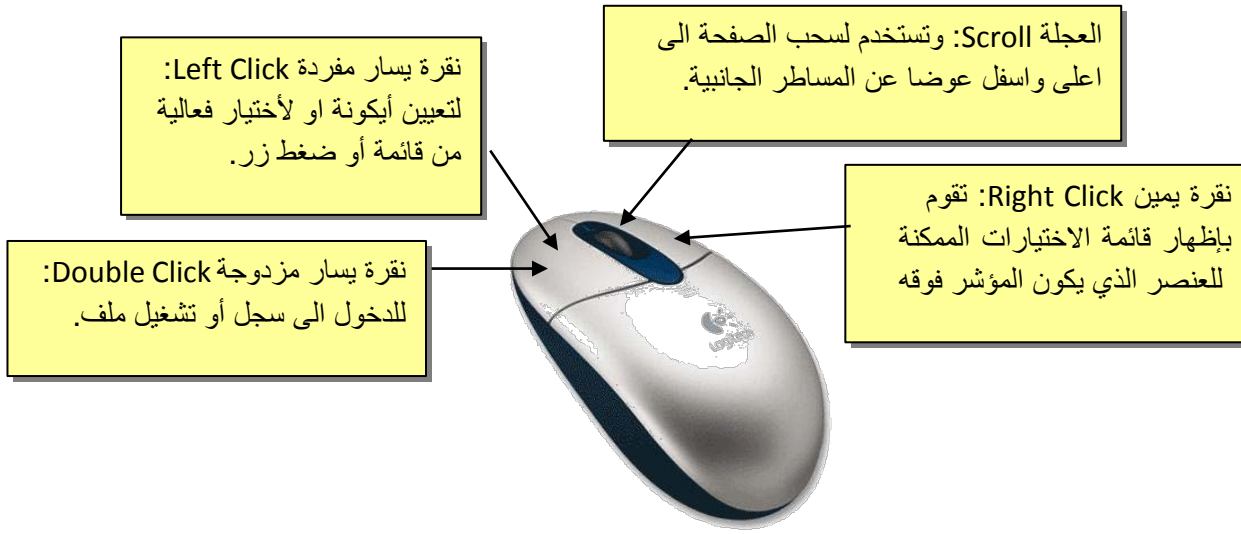 العجلة Scroll: وتستخدم لسحب الصفحة الى
اعلى واسفل عوضا عن المساطر الجانبية.
نقرة يسار مفردة Left Click:
لتعيين أيكونة او لأختيار فعالية
من قائمة أو ضغط زر.
نقرة يمين Right Click: تقوم
بإظهار قائمة الاختيارات الممكنة
للعنصر الذي يكون المؤشر فوقه
نقرة يسار مزدوجة Double Click:
للدخول الى سجل أو تشغيل ملف.
Logitech